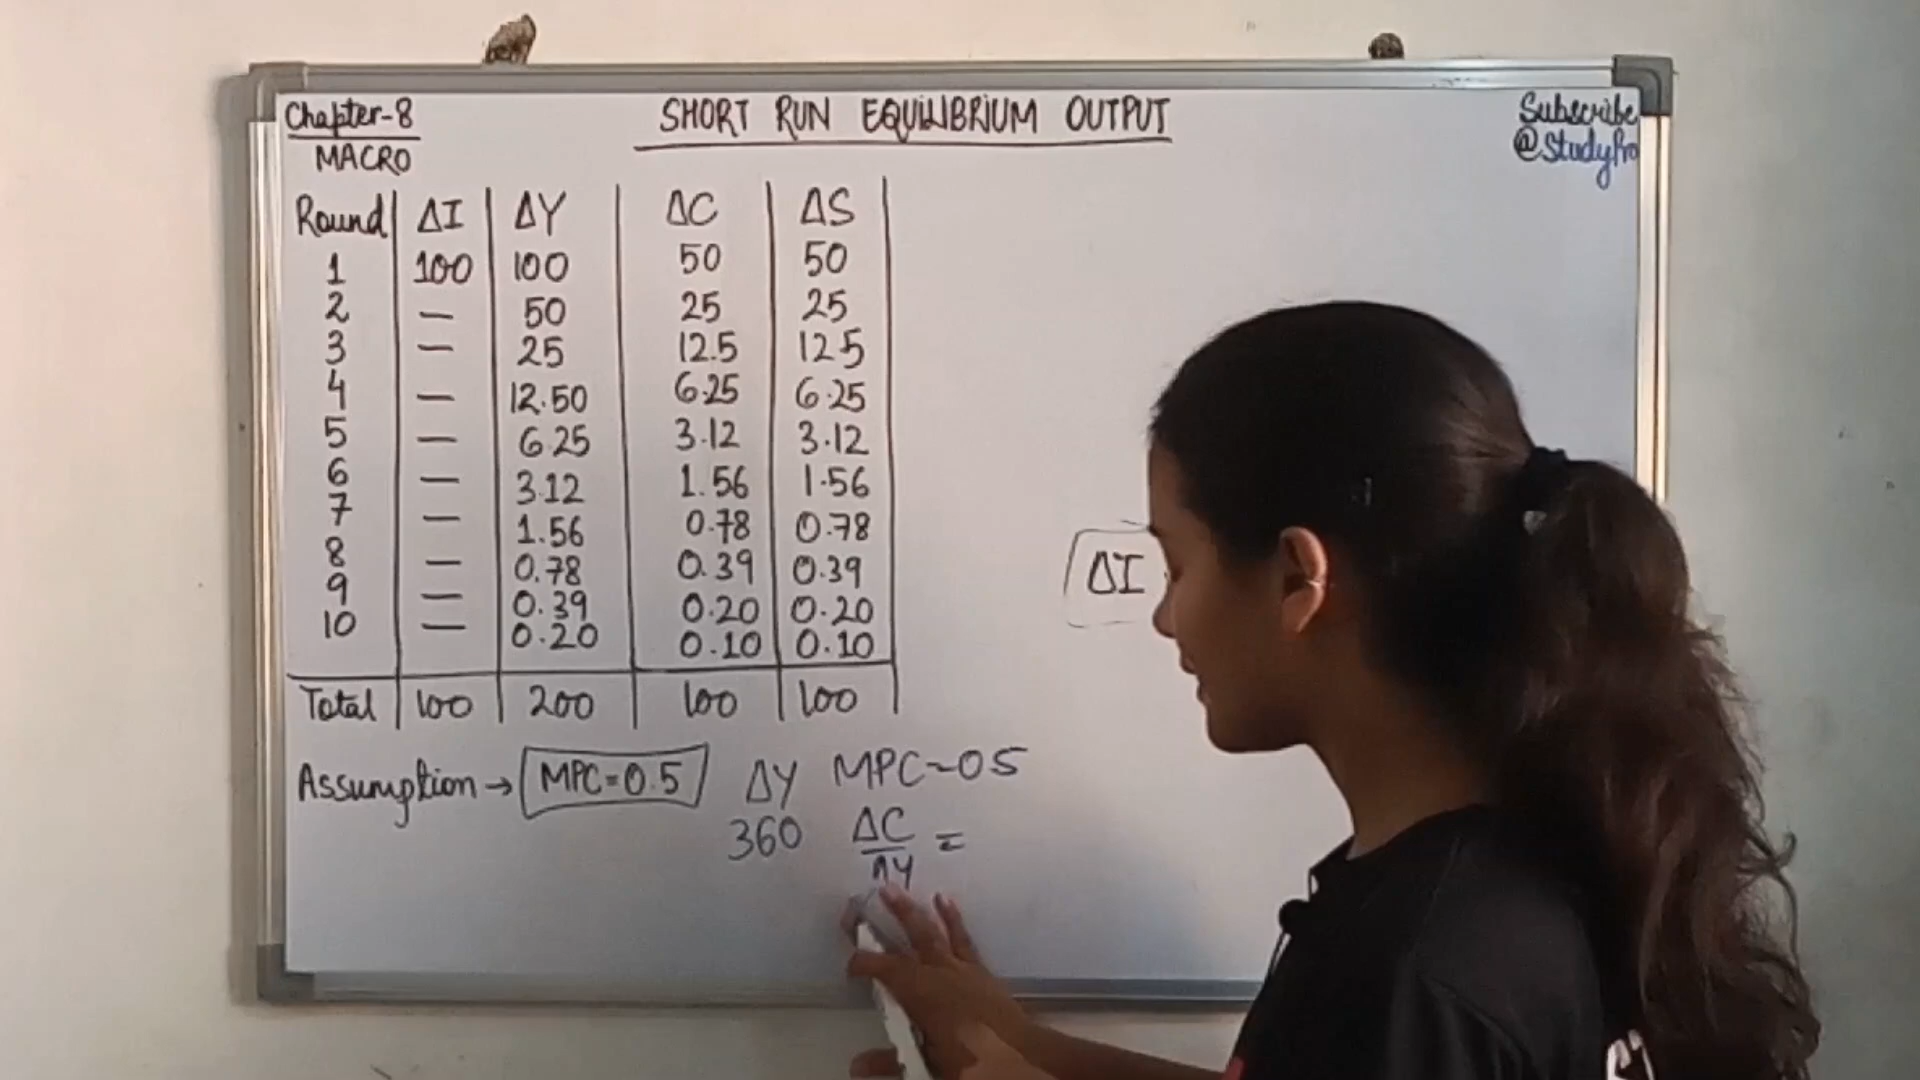 Chapter-8
MACRO
SHORT RUN EQUILIBRIUM OUTPUT
Subscribe
@StudyPro
Round ΔI ΔY ΔC ΔS
1 100 100 50 50
2 — 50 25 25
3 — 25 12.5 12.5
4 — 12.50 6.25 6.25
5 — 6.25 3.12 3.12
6 — 3.12 1.56 1.56
7 — 1.56 0.78 0.78
8 — 0.78 0.39 0.39
9 — 0.39 0.20 0.20
10 — 0.20 0.10 0.10
Total 100 200 100 100
ΔI
Assumption → MPC=0.5
ΔY MPC=0.5
360 ΔC/ΔY =